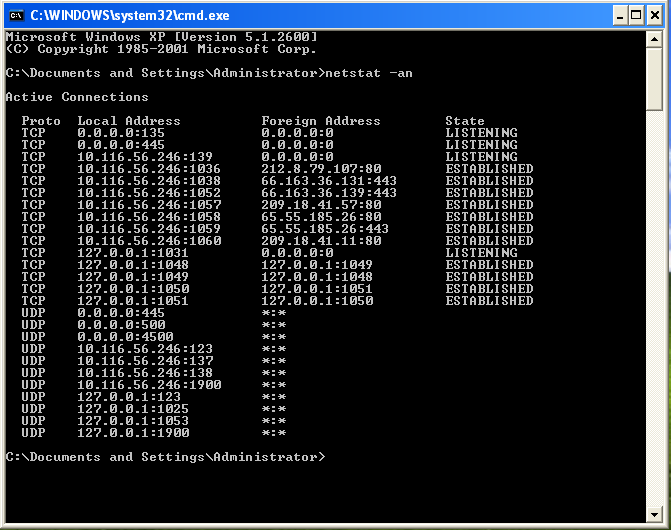 C:\WINDOWS\system32\cmd.exe
Microsoft Windows XP [Version 5.1.2600]
(C) Copyright 1985-2001 Microsoft Corp.
C:\Documents and Settings\Administrator>netstat -an
Active Connections
Proto  Local Address          Foreign Address        State
TCP    0.0.0.0:135            0.0.0.0:0              LISTENING
TCP    0.0.0.0:445            0.0.0.0:0              LISTENING
TCP    10.116.56.246:139      0.0.0.0:0              LISTENING
TCP    10.116.56.246:1036     212.8.79.107:80        ESTABLISHED
TCP    10.116.56.246:1038     66.163.36.131:443      ESTABLISHED
TCP    10.116.56.246:1052     66.163.36.139:443      ESTABLISHED
TCP    10.116.56.246:1057     209.18.41.57:80        ESTABLISHED
TCP    10.116.56.246:1058     65.55.185.26:80        ESTABLISHED
TCP    10.116.56.246:1059     65.55.185.26:443       ESTABLISHED
TCP    10.116.56.246:1060     209.18.41.11:80        ESTABLISHED
TCP    127.0.0.1:1031         0.0.0.0:0              LISTENING
TCP    127.0.0.1:1048         127.0.0.1:1049         ESTABLISHED
TCP    127.0.0.1:1049         127.0.0.1:1048         ESTABLISHED
TCP    127.0.0.1:1050         127.0.0.1:1051         ESTABLISHED
TCP    127.0.0.1:1051         127.0.0.1:1050         ESTABLISHED
UDP    0.0.0.0:445            *:*
UDP    0.0.0.0:500            *:*
UDP    0.0.0.0:4500           *:*
UDP    10.116.56.246:123      *:*
UDP    10.116.56.246:137      *:*
UDP    10.116.56.246:138      *:*
UDP    10.116.56.246:1900     *:*
UDP    127.0.0.1:123          *:*
UDP    127.0.0.1:1025         *:*
UDP    127.0.0.1:1053         *:*
UDP    127.0.0.1:1900         *:*
C:\Documents and Settings\Administrator>